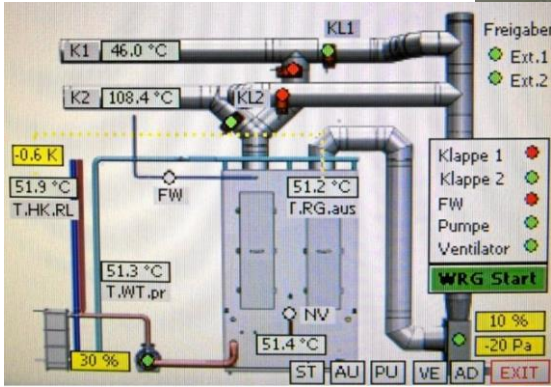 KL1
Freigaben
K1 46.0 °C
Ext.1
Ext.2
K2 108.4 °C KL2
-0.6 K
51.9 °C
T.HK.RL
FW
51.2 °C
T.RG.aus
Klappe 1
Klappe 2
FW
Pumpe
Ventilator
WRG Start
51.3 °C
T.WT.pr
NV
51.4 °C
10 %
-20 Pa
30 %
ST AU PU VE AD EXIT